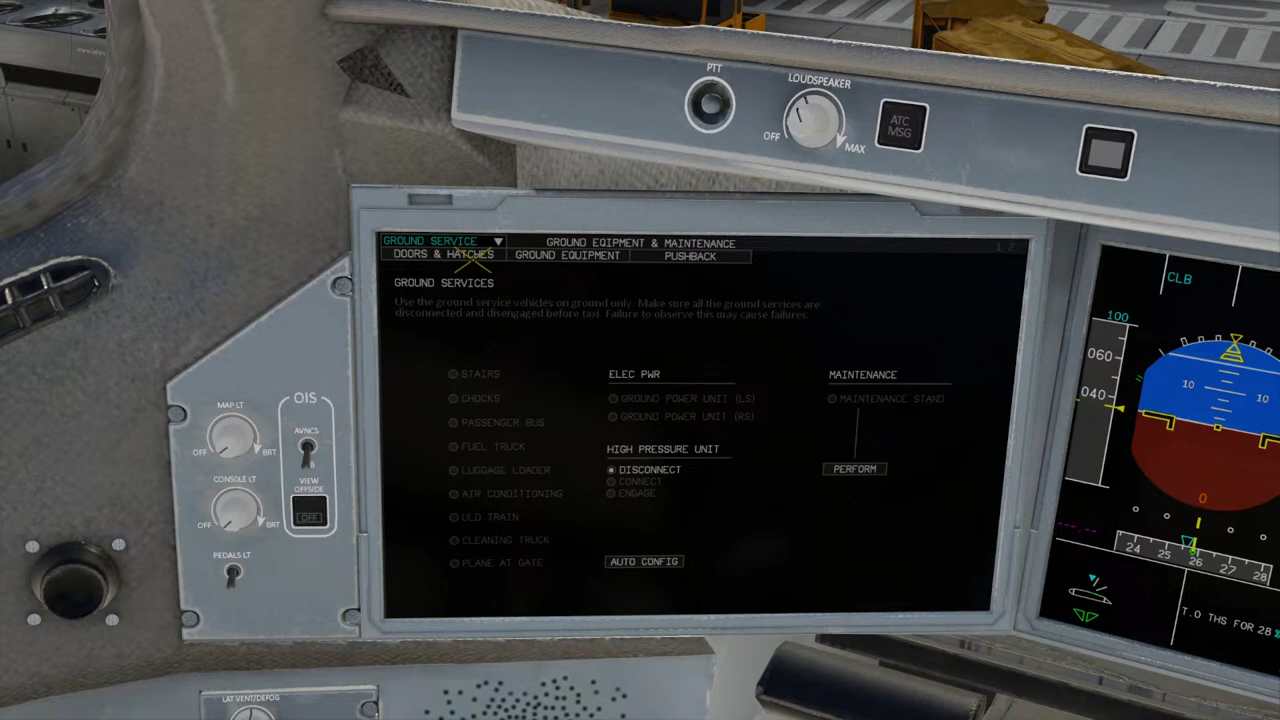 PTT
LOUDSPEAKER
OFF
MAX
ATC
MSG
GROUND SERVICE
GROUND EQIPMENT & MAINTENANCE
DOORS & HATCHES
GROUND EQUIPMENT
PUSHBACK
GROUND SERVICES
Use the ground service vehicles on ground only. Make sure all the ground services are
disconnected and disengaged before taxi. Failure to observe this may cause failures.
STAIRS
CHOCKS
PASSENGER BUS
FUEL TRUCK
LUGGAGE LOADER
AIR CONDITIONING
ULD TRAIN
CLEANING TRUCK
PLANE AT GATE
ELEC PWR
GROUND POWER UNIT (LS)
GROUND POWER UNIT (RS)
HIGH PRESSURE UNIT
DISCONNECT
CONNECT
ENGAGE
AUTO CONFIG
MAINTENANCE
MAINTENANCE STAND
PERFORM
MAP LT
OFF
BRT
CONSOLE LT
OFF
BRT
PEDALS LT
OIS
AVNCS
VIEW
OFFSIDE
OFF
LAT VENT/DEFOG
CLB
100
060
040
10
10
0
24 25 26 27 28
T.O THS FOR 28